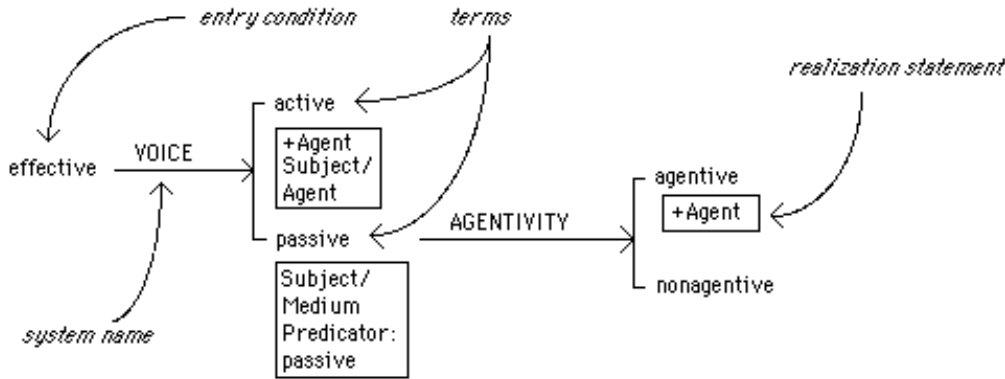 entry condition
terms
realization statement
active
VOICE
effective
+Agent
Subject/
Agent
agentive
+Agent
passive
AGENTIVITY
Subject/
Medium
Predicator:
passive
nonagentive
system name